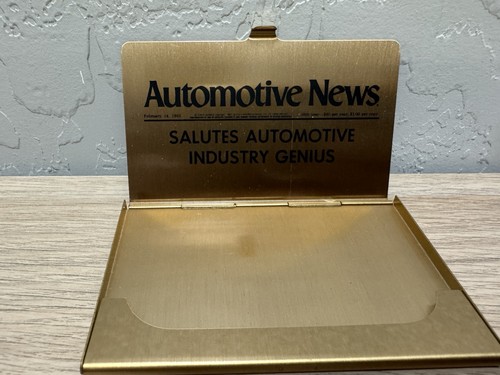 Automotive News
SALUTES AUTOMOTIVE
INDUSTRY GENIUS